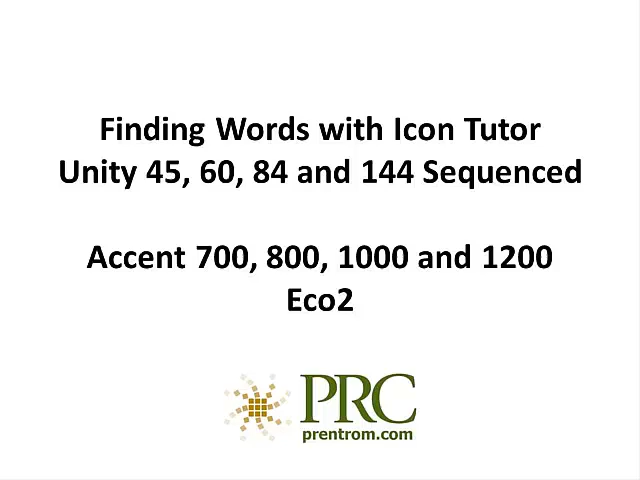 Finding Words with Icon Tutor
Unity 45, 60, 84 and 144 Sequenced
Accent 700, 800, 1000 and 1200
Eco2
PRC
prentrom.com